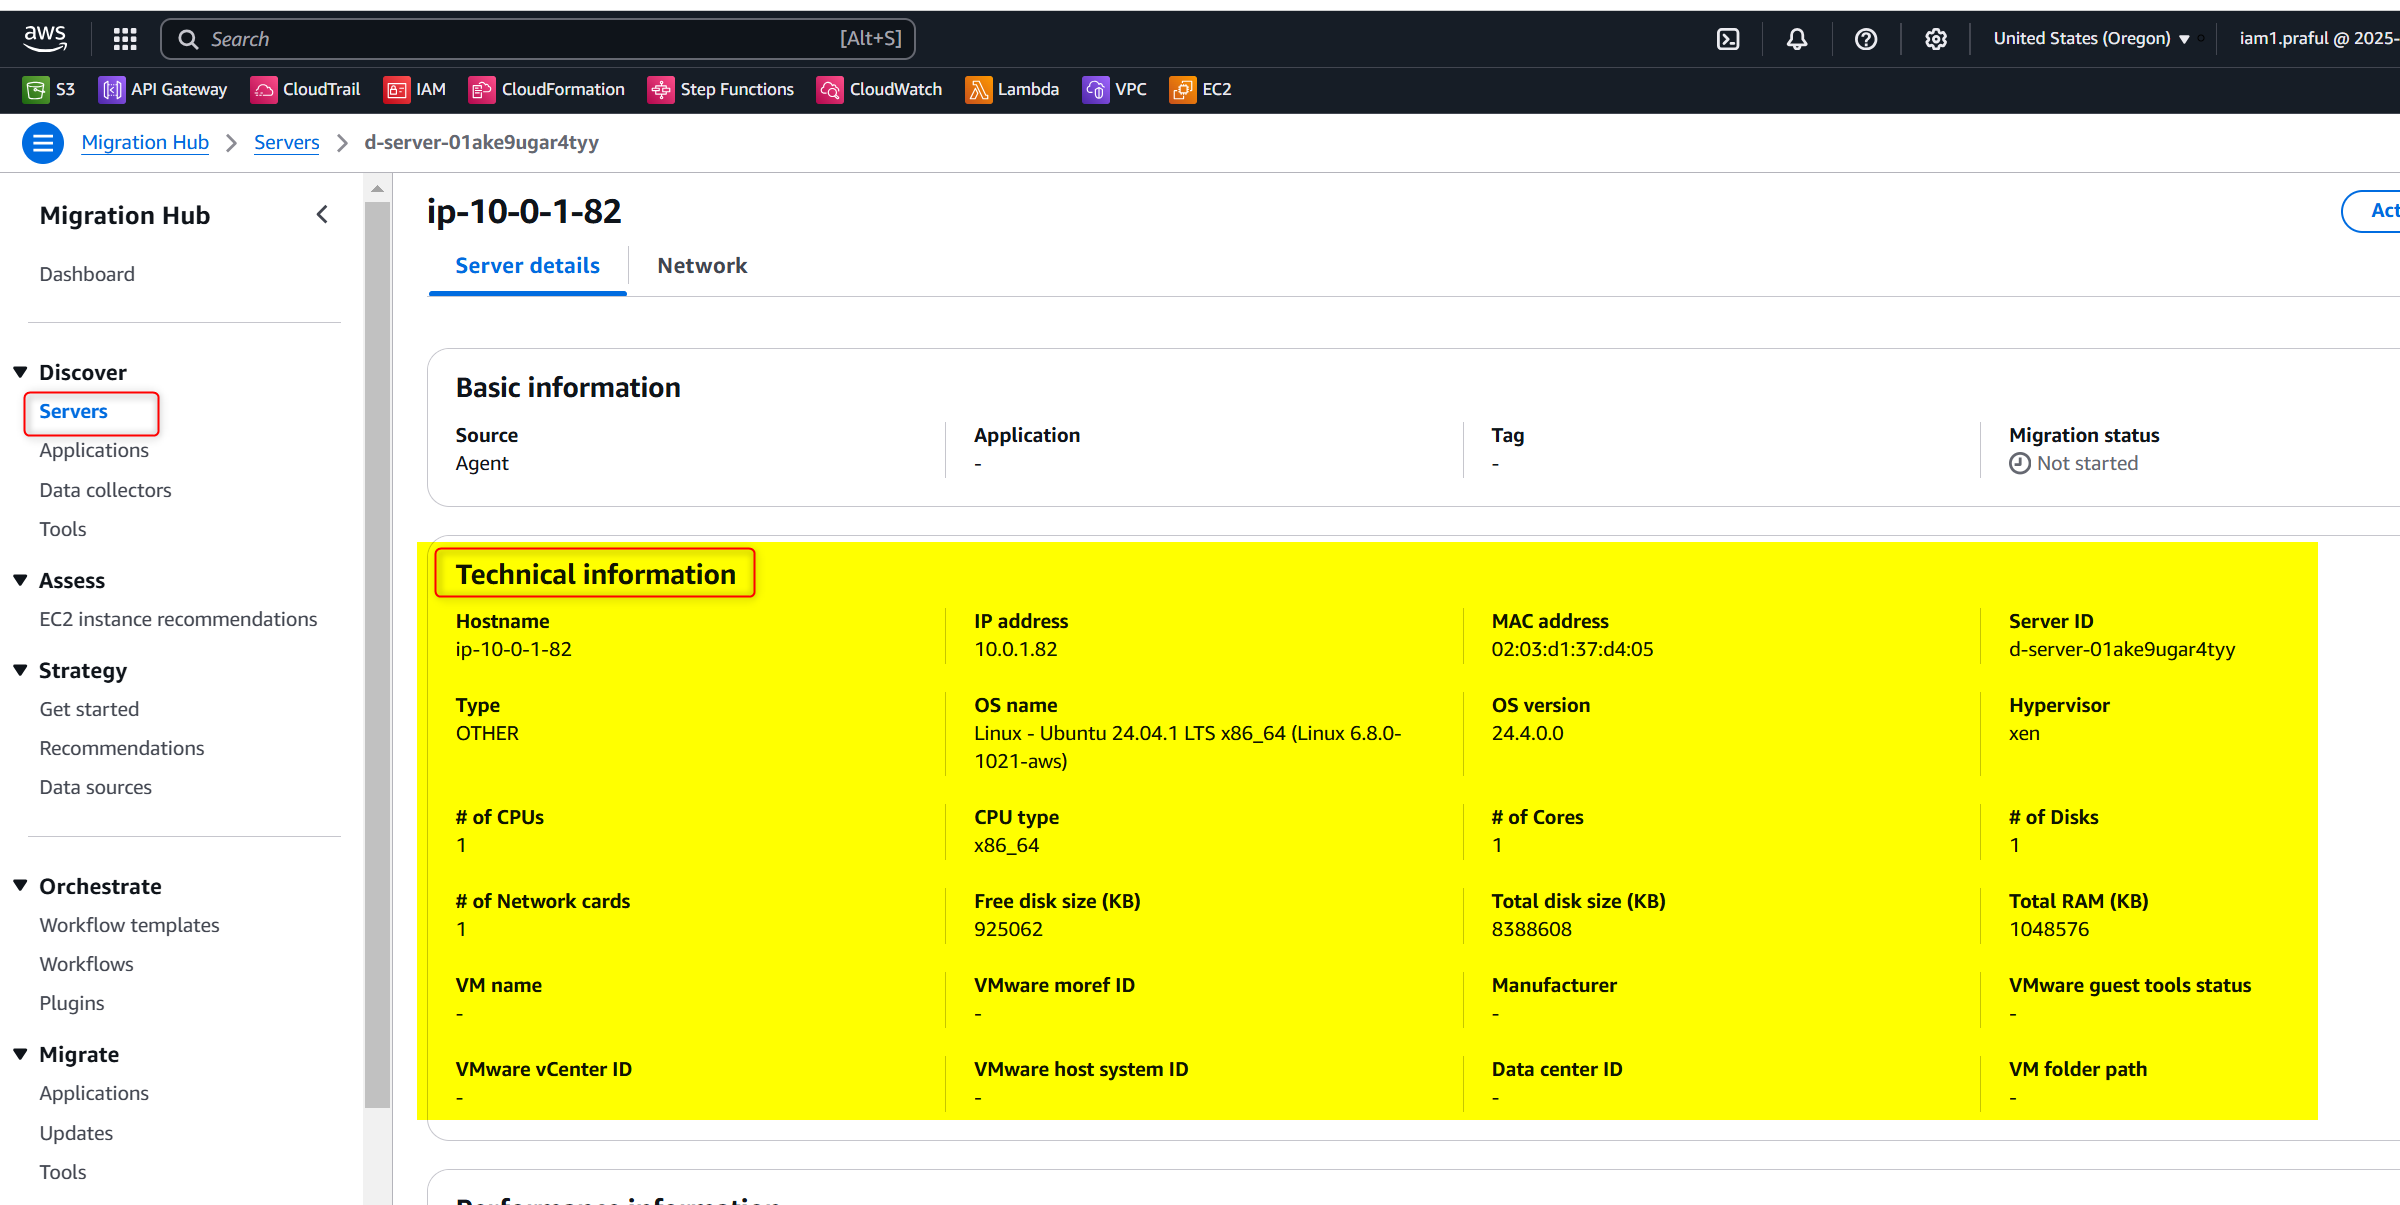 aws
Search
[Alt+S]
United States (Oregon)
iam1.praful @ 2025-
S3
API Gateway
CloudTrail
IAM
CloudFormation
Step Functions
CloudWatch
Lambda
VPC
EC2
Migration Hub
Servers
d-server-01ake9ugar4tyy
Migration Hub
Dashboard
Discover
Servers
Applications
Data collectors
Tools
Assess
EC2 instance recommendations
Strategy
Get started
Recommendations
Data sources
Orchestrate
Workflow templates
Workflows
Plugins
Migrate
Applications
Updates
Tools
ip-10-0-1-82
Act
Server details
Network
Basic information
Source
Agent
Application
-
Tag
-
Migration status
Not started
Technical information
Hostname
ip-10-0-1-82
IP address
10.0.1.82
MAC address
02:03:d1:37:d4:05
Server ID
d-server-01ake9ugar4tyy
Type
OTHER
OS name
Linux - Ubuntu 24.04.1 LTS x86_64 (Linux 6.8.0-
1021-aws)
OS version
24.4.0.0
Hypervisor
xen
# of CPUs
1
CPU type
x86_64
# of Cores
1
# of Disks
1
# of Network cards
1
Free disk size (KB)
925062
Total disk size (KB)
8388608
Total RAM (KB)
1048576
VM name
-
VMware moref ID
-
Manufacturer
-
VMware guest tools status
-
VMware vCenter ID
-
VMware host system ID
-
Data center ID
-
VM folder path
-
Performance information